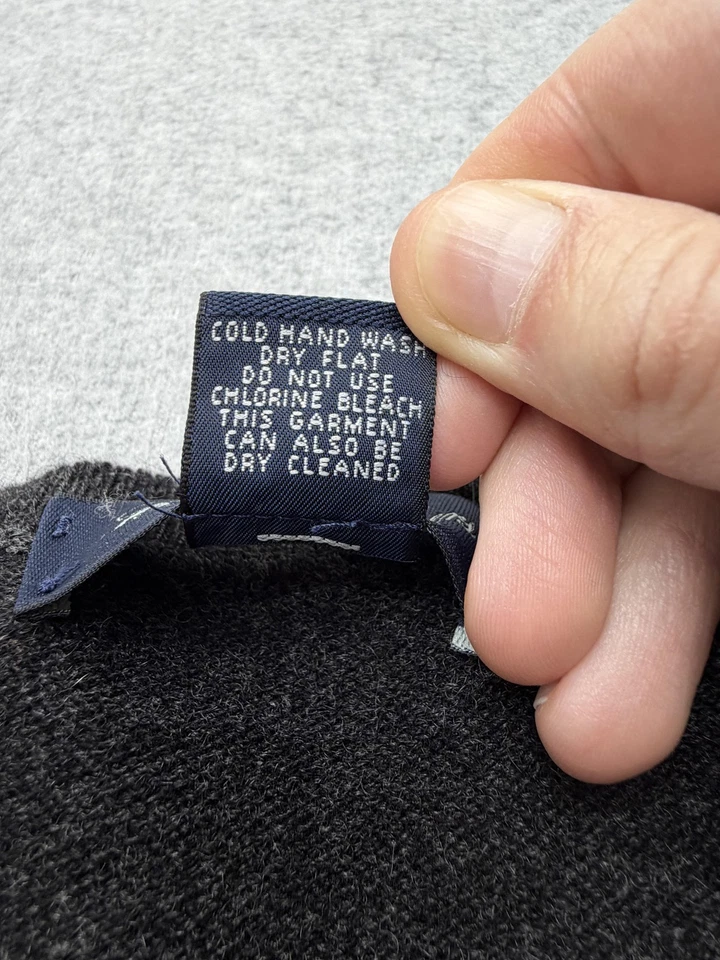 COLD HAND WASH
DRY FLAT
DO NOT USE
CHLORINE BLEACH
THIS GARMENT
CAN ALSO BE
DRY CLEANED